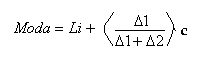 Moda = Li + ⟨Δ1 / (Δ1 + Δ2)⟩ c